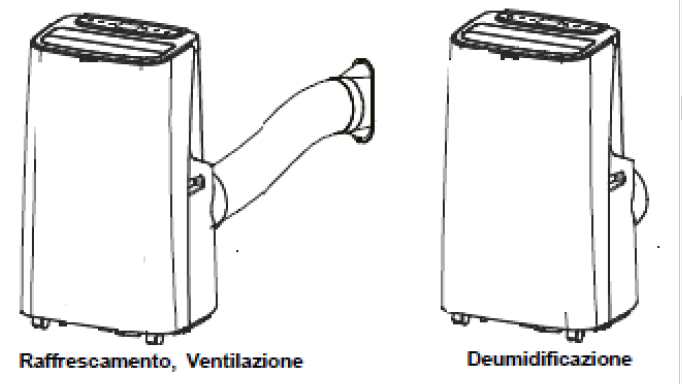 Raffrescamento, Ventilazione
Deumidificazione